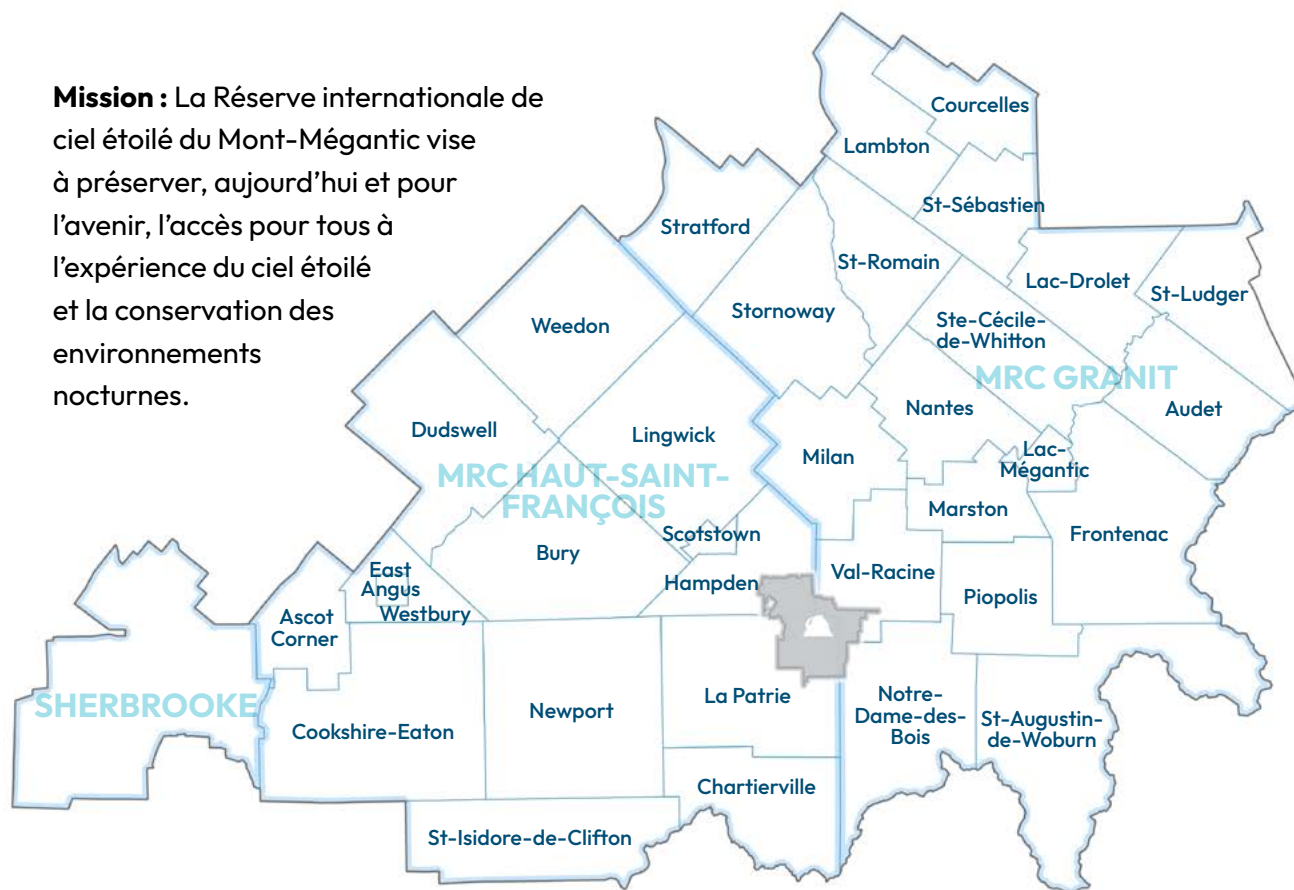 Mission : La Réserve internationale de
ciel étoilé du Mont-Mégantic vise
à préserver, aujourd’hui et pour
l’avenir, l’accès pour tous à
l’expérience du ciel étoilé
et la conservation des
environnements
nocturnes.
Courcelles
Lambton
St-Sébastien
Stratford
St-Romain
Lac-Drolet
St-Ludger
Stornoway
Weedon
Ste-Cécile-
de-Whitton
MRC GRANIT
Nantes
Audet
Dudswell
Lingwick
Milan
Lac-
Mégantic
MRC HAUT-SAINT-
FRANÇOIS
Marston
Scotstown
Frontenac
Bury
East
Angus
Hampden
Val-Racine
Piopolis
Westbury
Ascot
Corner
SHERBROOKE
La Patrie
Notre-
Dame-des-
Bois
Newport
St-Augustin-
de-Woburn
Cookshire-Eaton
Chartierville
St-Isidore-de-Clifton